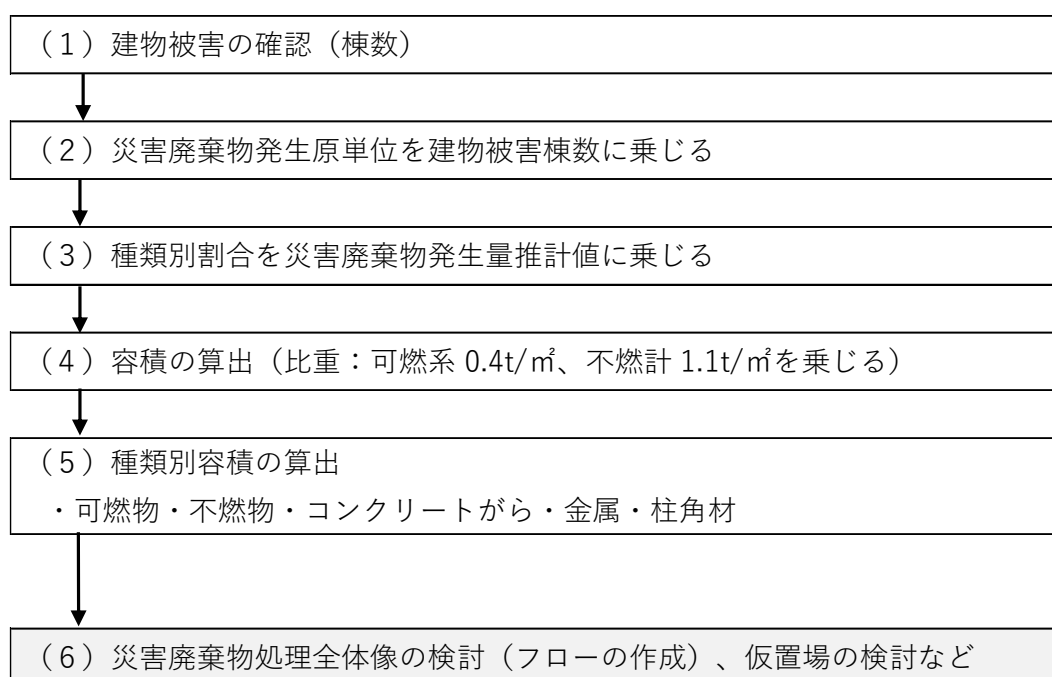 （１）建物被害の確認（棟数）
（２）災害廃棄物発生原単位を建物被害棟数に乗じる
（３）種類別割合を災害廃棄物発生量推計値に乗じる
（４）容積の算出（比重：可燃系 0.4t/㎥、不燃計 1.1t/㎥を乗じる）
（５）種類別容積の算出
・可燃物・不燃物・コンクリートがら・金属・柱角材
（６）災害廃棄物処理全体像の検討（フローの作成）、仮置場の検討など